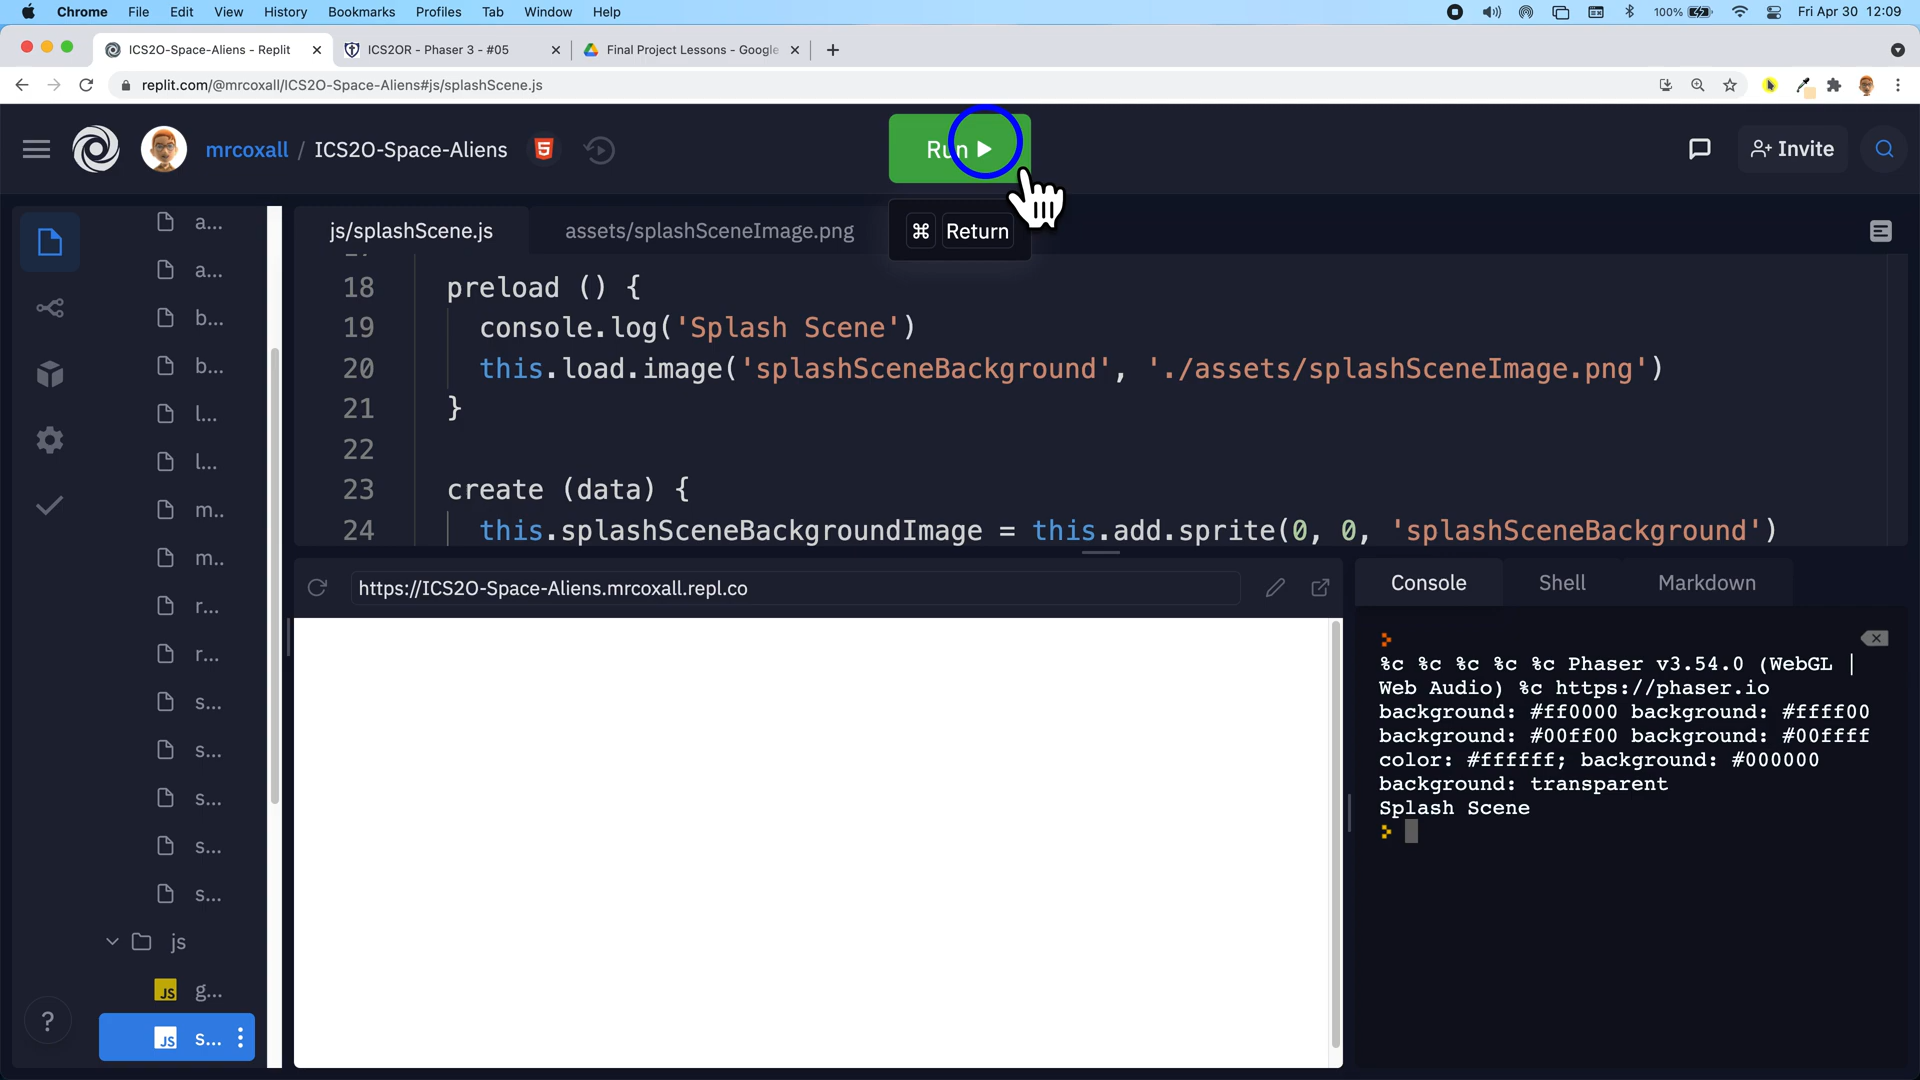 Chrome File Edit View History Bookmarks Profiles Tab Window Help 100% Fri Apr 30 12:09
ICS2O-Space-Aliens - Replit
ICS2OR - Phaser 3 - #05
Final Project Lessons - Google
replit.com/@mrcoxall/ICS2O-Space-Aliens#js/splashScene.js
mrcoxall / ICS2O-Space-Aliens
Run
Invite
⌘ Return
js/splashScene.js
assets/splashSceneImage.png
18 preload () {
19 console.log('Splash Scene')
20 this.load.image('splashSceneBackground', './assets/splashSceneImage.png')
21 }
22
23 create (data) {
24 this.splashSceneBackgroundImage = this.add.sprite(0, 0, 'splashSceneBackground')
a...
a...
b...
b...
l...
l...
m..
m..
r...
r...
s...
s...
s...
s...
s...
js
JS g...
JS s...
?
https://ICS2O-Space-Aliens.mrcoxall.repl.co
Console Shell Markdown
%c %c %c %c %c Phaser v3.54.0 (WebGL |
Web Audio) %c https://phaser.io
background: #ff0000 background: #ffff00
background: #00ff00 background: #00ffff
color: #ffffff; background: #000000
background: transparent
Splash Scene